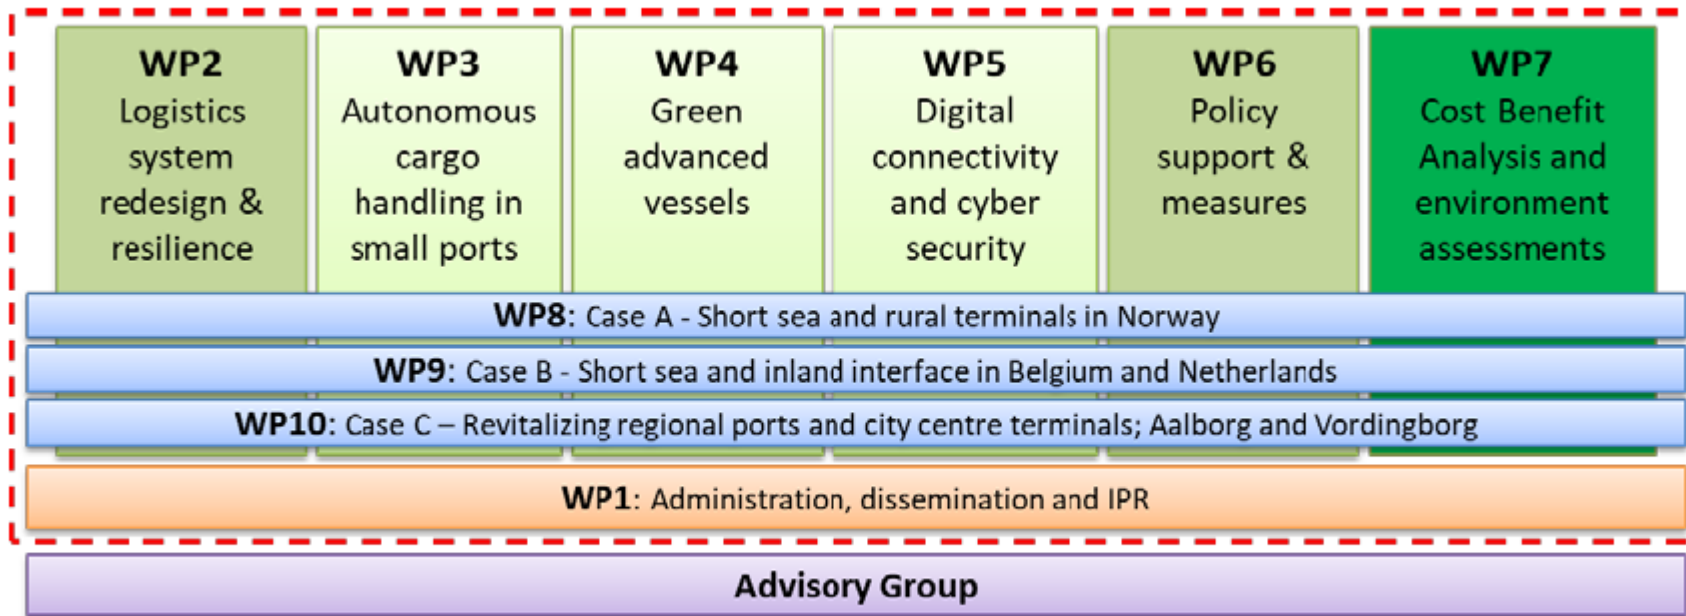 WP2
Logistics
system
redesign &
resilience
WP3
Autonomous
cargo
handling in
small ports
WP4
Green
advanced
vessels
WP5
Digital
connectivity
and cyber
security
WP6
Policy
support &
measures
WP7
Cost Benefit
Analysis and
environment
assessments
WP8: Case A - Short sea and rural terminals in Norway
WP9: Case B - Short sea and inland interface in Belgium and Netherlands
WP10: Case C – Revitalizing regional ports and city centre terminals; Aalborg and Vordingborg
WP1: Administration, dissemination and IPR
Advisory Group